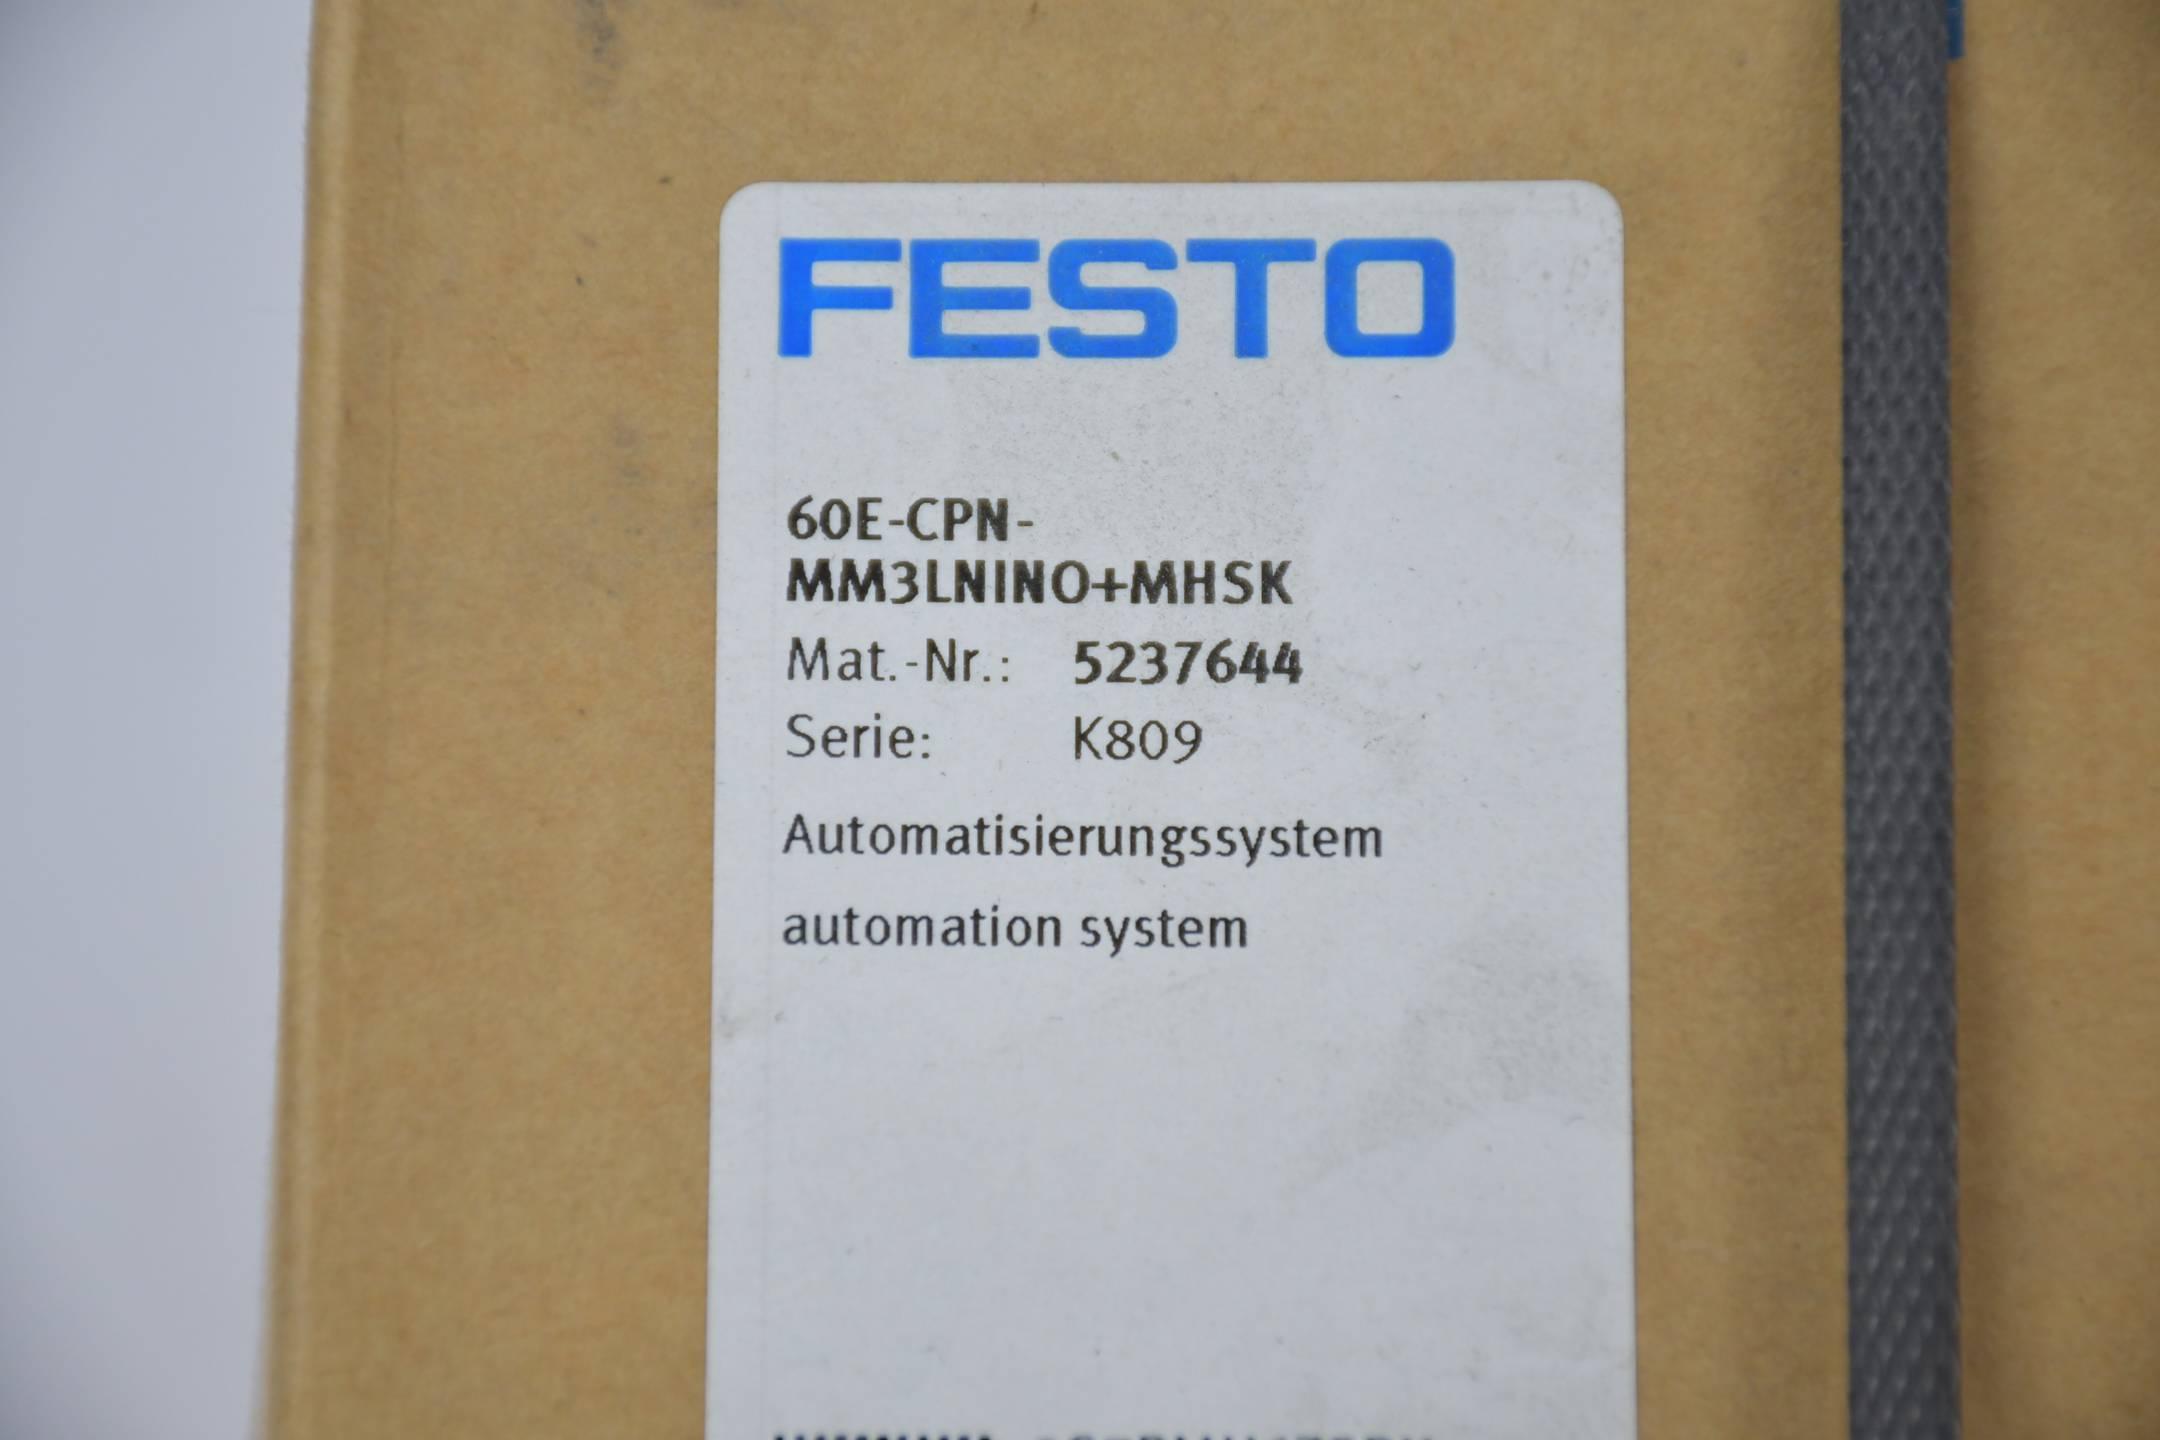 FESTO
60E-CPN-
MM3LNINO+MHSK
Mat.-Nr.: 5237644
Serie: K809
Automatisierungssystem
automation system